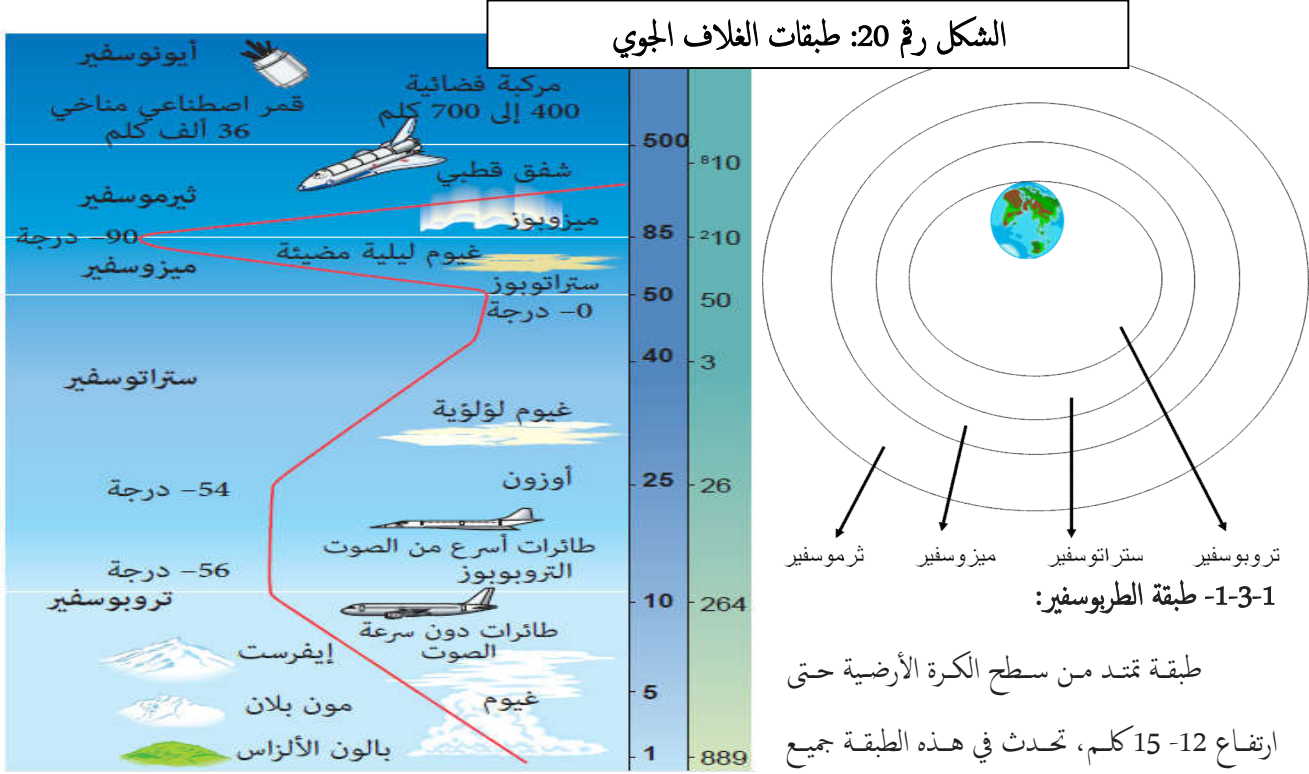 الشكل رقم 20: طبقات الغلاف الجوي
أيونوسفير
مركبة فضائية
400 إلى 700 كلم
قمر اصطناعي مناخي
36 ألف كلم
500
⁸10
شفق قطبي
ثيرموسفير
ميزوبوز
85
²10
–90 درجة
غيوم ليلية مضيئة
ميزوسفير
ستراتوبوز
50
50
–0 درجة
40
3
ستراتوسفير
غيوم لؤلؤية
أوزون
25
26
–54 درجة
طائرات أسرع من الصوت
التروبوبوز
–56 درجة
تروبوسفير
10
264
طائرات دون سرعة
الصوت
إيفرست
مون بلان
غيوم
5
بالون الألزاس
1
889
تروبوسفير
ستراتوسفير
ميزوسفير
ثرموسفير
1-3-1- طبقة الطربوسفير:
طبقة تمتد من سطح الكرة الأرضية حتى
ارتفاع 12- 15كلم، تحدث في هذه الطبقة جميع